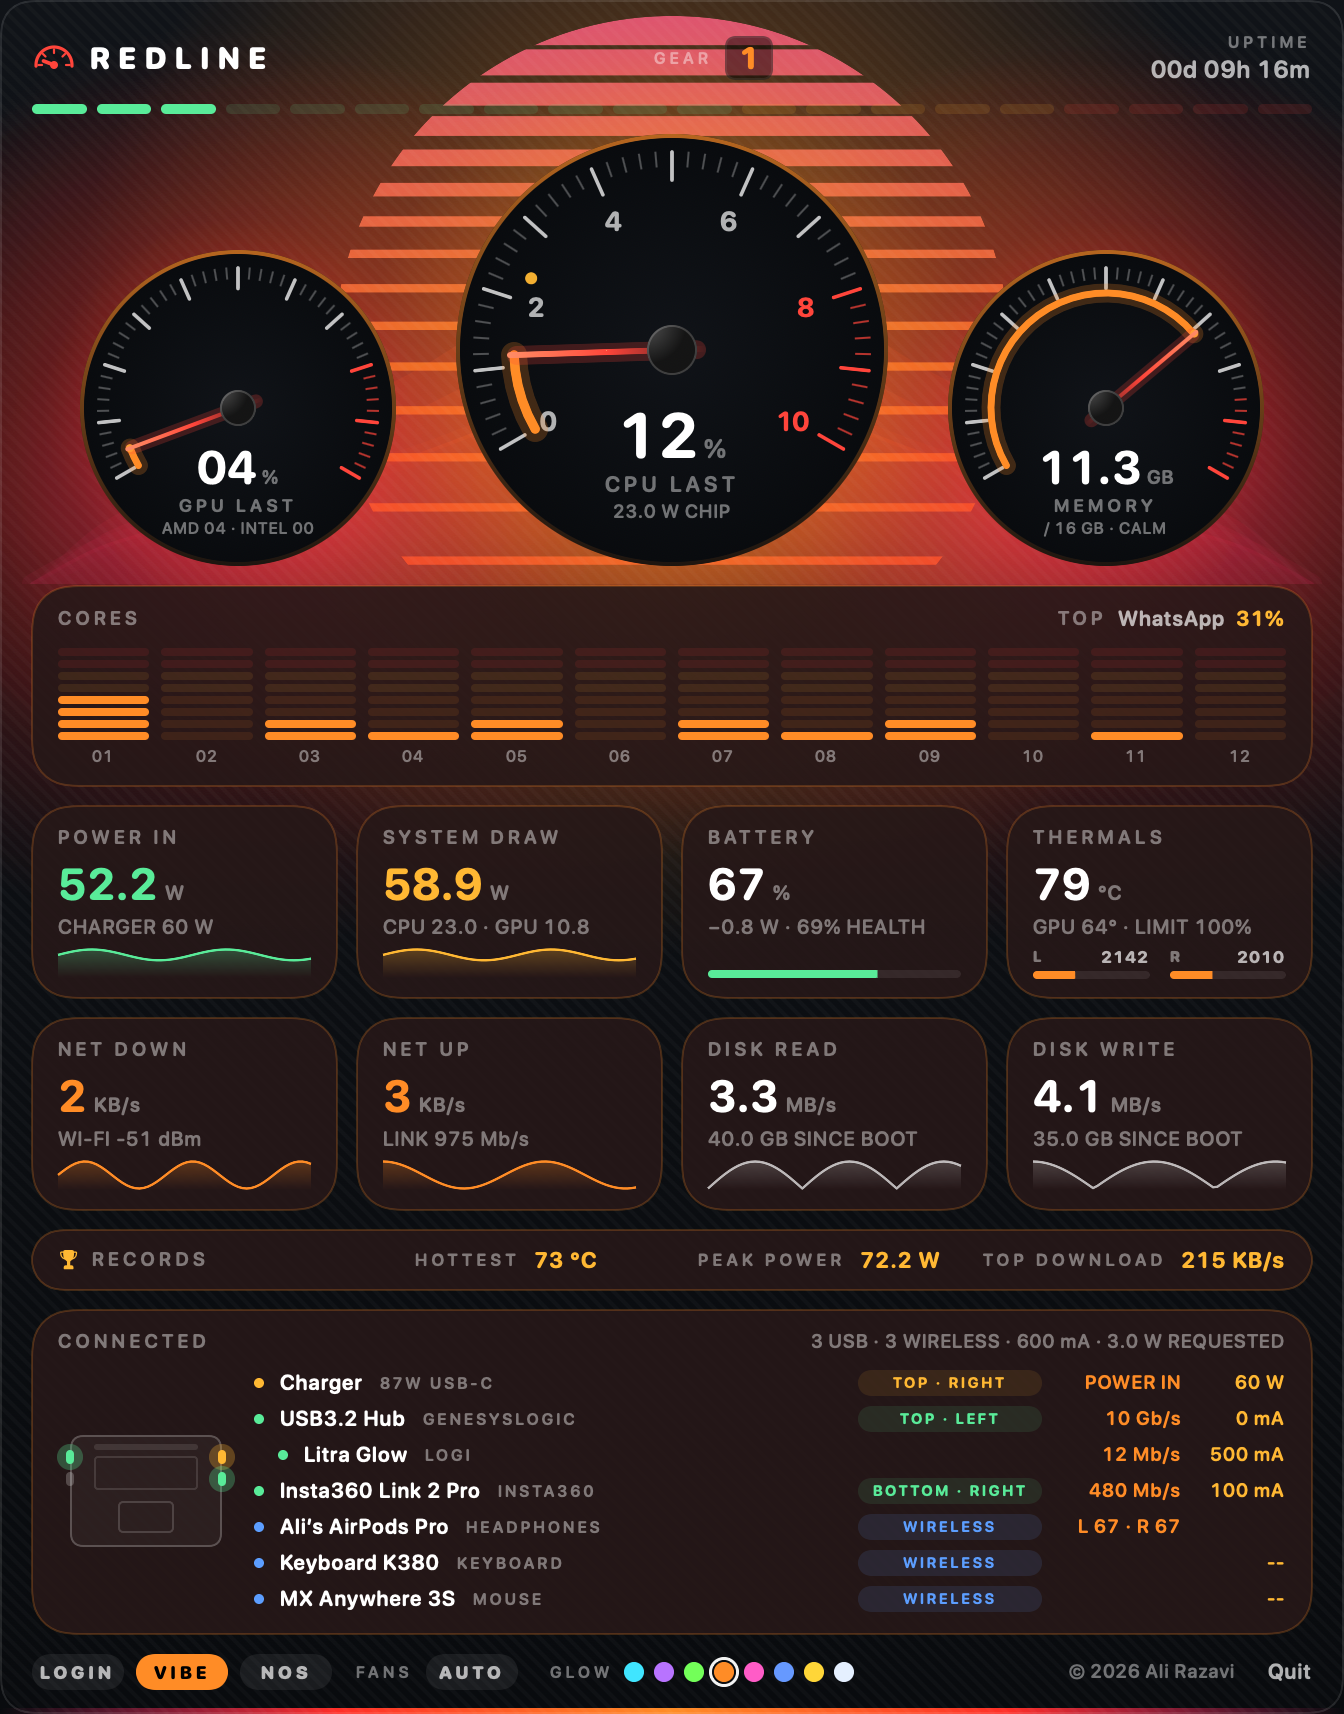 REDLINE
GEAR 1
UPTIME
00d 09h 16m
4 6
2 8
0 10
04 %
GPU LAST
AMD 04 · INTEL 00
12 %
CPU LAST
23.0 W CHIP
11.3 GB
MEMORY
/ 16 GB · CALM
CORES TOP WhatsApp 31%
01 02 03 04 05 06 07 08 09 10 11 12
POWER IN
52.2 W
CHARGER 60 W
SYSTEM DRAW
58.9 W
CPU 23.0 · GPU 10.8
BATTERY
67 %
−0.8 W · 69% HEALTH
THERMALS
79 °C
GPU 64° · LIMIT 100%
L 2142 R 2010
NET DOWN
2 KB/s
WI-FI -51 dBm
NET UP
3 KB/s
LINK 975 Mb/s
DISK READ
3.3 MB/s
40.0 GB SINCE BOOT
DISK WRITE
4.1 MB/s
35.0 GB SINCE BOOT
RECORDS HOTTEST 73 °C PEAK POWER 72.2 W TOP DOWNLOAD 215 KB/s
CONNECTED 3 USB · 3 WIRELESS · 600 mA · 3.0 W REQUESTED
Charger 87W USB-C TOP · RIGHT POWER IN 60 W
USB3.2 Hub GENESYSLOGIC TOP · LEFT 10 Gb/s 0 mA
Litra Glow LOGI 12 Mb/s 500 mA
Insta360 Link 2 Pro INSTA360 BOTTOM · RIGHT 480 Mb/s 100 mA
Ali's AirPods Pro HEADPHONES WIRELESS L 67 · R 67
Keyboard K380 KEYBOARD WIRELESS --
MX Anywhere 3S MOUSE WIRELESS --
LOGIN VIBE NOS FANS AUTO GLOW © 2026 Ali Razavi Quit